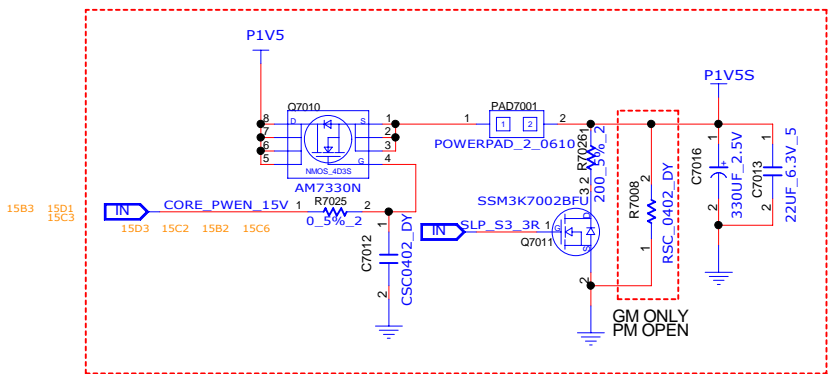 P1V5
P1V5S
Q7010
8 D S 1
7 2
6 3
5 G 4
NMOS_4D3S
AM7330N
1 PAD7001 2
1 2
POWERPAD_2_0610
R7026
1
2
200_5%_2
R7008
2
1
RSC_0402_DY
C7016
1
2
+
330UF_2.5V
C7013
1
2
22UF_6.3V_5
15B3 15D1
15C3
IN
CORE_PWEN_15V
1 R7025 2
0_5%_2
15D3 15C2 15B2 15C6
C7012
1
2
CSC0402_DY
SSM3K7002BFU
IN
SLP_S3_3R
1 G D S
3
2
Q7011
GM ONLY
PM OPEN